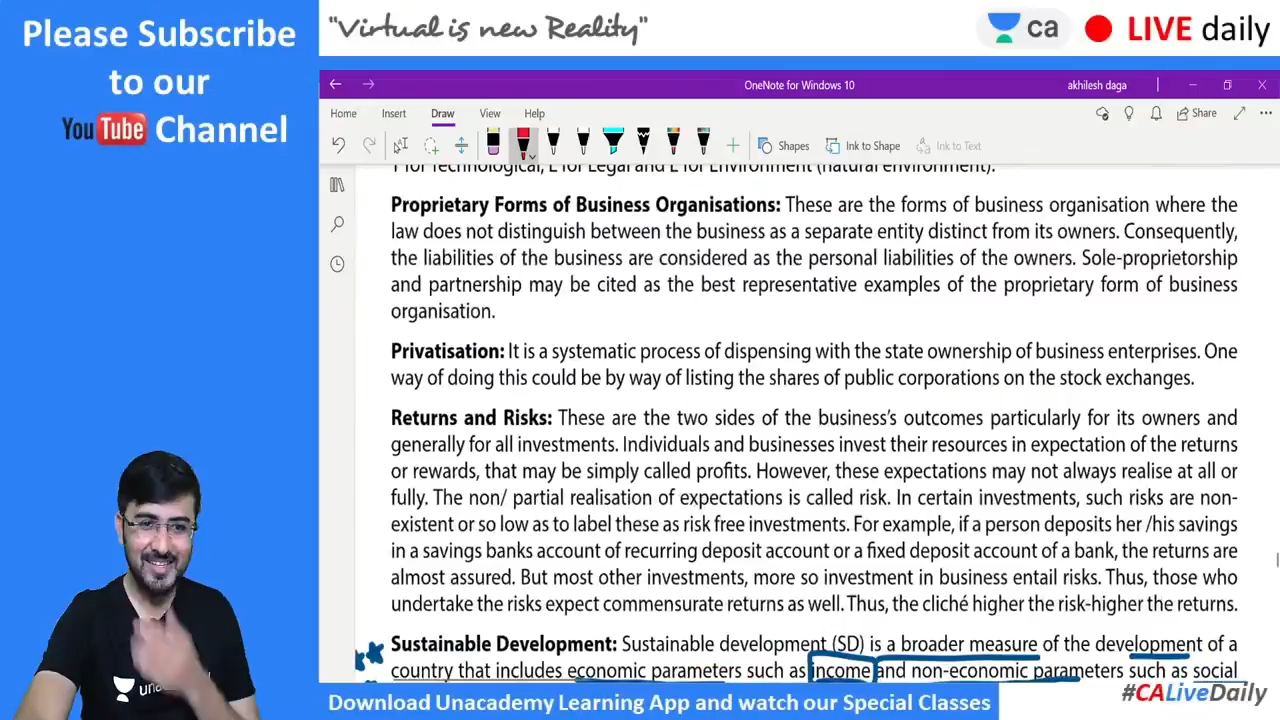 Please Subscribe
to our
YouTube Channel
"Virtual is new Reality"
ca
LIVE daily
OneNote for Windows 10
akhilesh daga
Home
Insert
Draw
View
Help
Share
Shapes
Ink to Shape
Ink to Text
T for Technological, L for Legal and E for Environment (natural environment).
Proprietary Forms of Business Organisations: These are the forms of business organisation where the
law does not distinguish between the business as a separate entity distinct from its owners. Consequently,
the liabilities of the business are considered as the personal liabilities of the owners. Sole-proprietorship
and partnership may be cited as the best representative examples of the proprietary form of business
organisation.
Privatisation: It is a systematic process of dispensing with the state ownership of business enterprises. One
way of doing this could be by way of listing the shares of public corporations on the stock exchanges.
Returns and Risks: These are the two sides of the business's outcomes particularly for its owners and
generally for all investments. Individuals and businesses invest their resources in expectation of the returns
or rewards, that may be simply called profits. However, these expectations may not always realise at all or
fully. The non/ partial realisation of expectations is called risk. In certain investments, such risks are non-
existent or so low as to label these as risk free investments. For example, if a person deposits her /his savings
in a savings banks account of recurring deposit account or a fixed deposit account of a bank, the returns are
almost assured. But most other investments, more so investment in business entail risks. Thus, those who
undertake the risks expect commensurate returns as well. Thus, the cliché higher the risk-higher the returns.
Sustainable Development: Sustainable development (SD) is a broader measure of the development of a
country that includes economic parameters such as income and non-economic parameters such as social
una
Download Unacademy Learning App and watch our Special Classes
#CALiveDaily